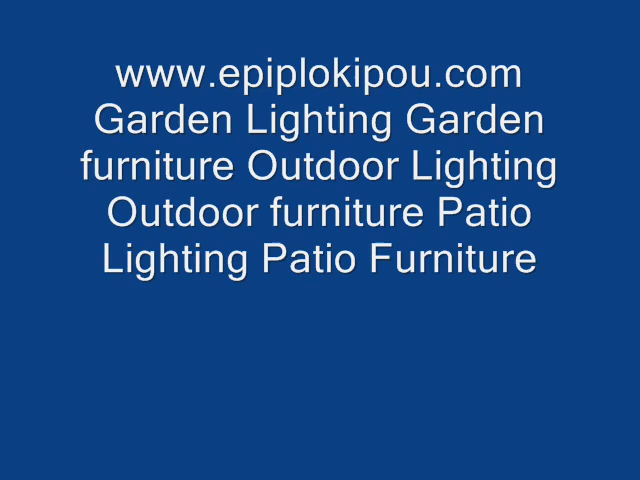 www.epiplokipou.com
Garden Lighting Garden
furniture Outdoor Lighting
Outdoor furniture Patio
Lighting Patio Furniture